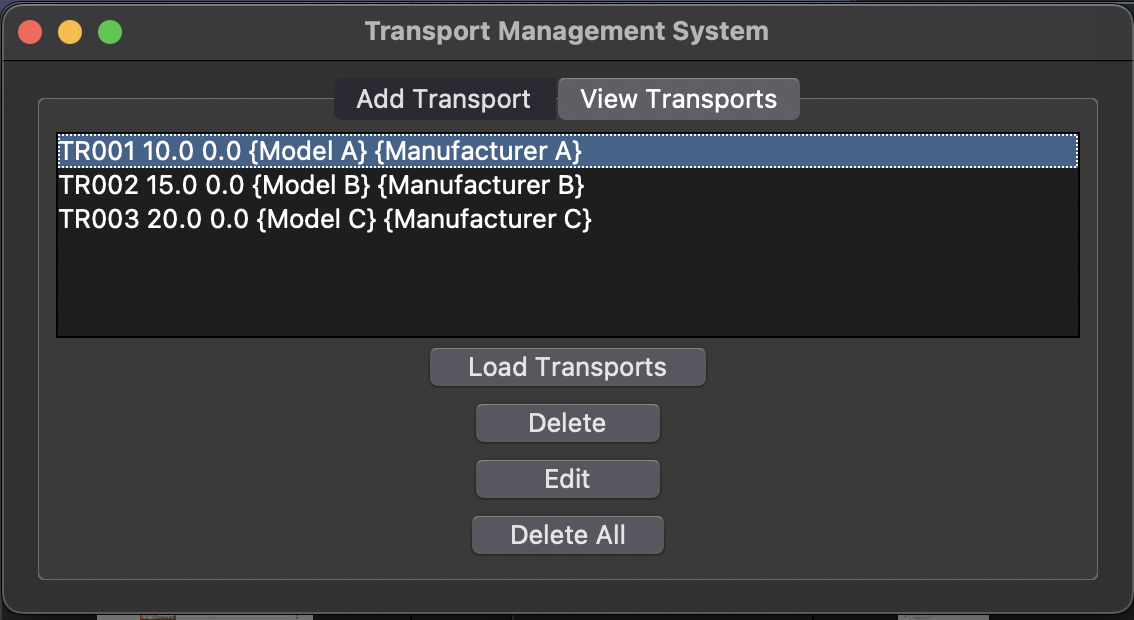 Transport Management System
Add Transport View Transports
TR001 10.0 0.0 {Model A} {Manufacturer A}
TR002 15.0 0.0 {Model B} {Manufacturer B}
TR003 20.0 0.0 {Model C} {Manufacturer C}
Load Transports
Delete
Edit
Delete All